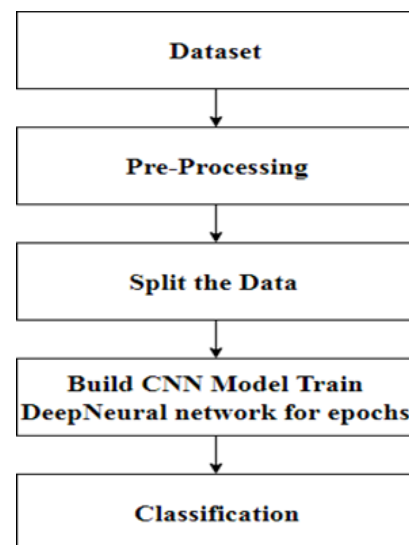 Dataset
Pre-Processing
Split the Data
Build CNN Model Train
DeepNeural network for epochs
Classification